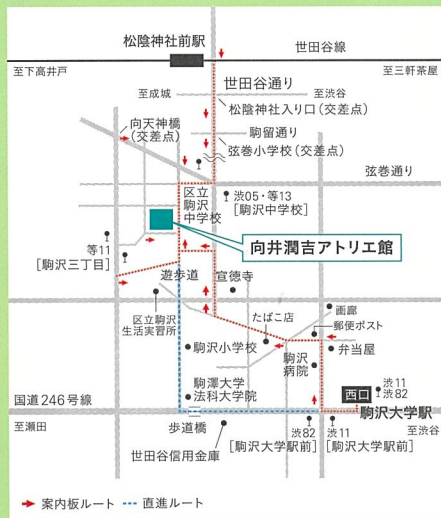 松陰神社前駅
世田谷線
至下高井戸
至三軒茶屋
世田谷通り
至成城
至渋谷
松陰神社入り口(交差点)
向天神橋
(交差点)
駒留通り
弦巻小学校(交差点)
弦巻通り
区立
駒沢
中学校
渋05・等13
[駒沢中学校]
向井潤吉アトリエ館
等11
[駒沢三丁目]
遊歩道
宣徳寺
区立駒沢
生活実習所
たばこ店
画廊
郵便ポスト
駒沢小学校
駒沢
病院
弁当屋
駒澤大学
法科大学院
西口
渋11
渋82
国道246号線
駒沢大学駅
至瀬田
至渋谷
歩道橋
世田谷信用金庫
渋82
[駒沢大学駅前]
渋11
[駒沢大学駅前]
案内板ルート
直進ルート